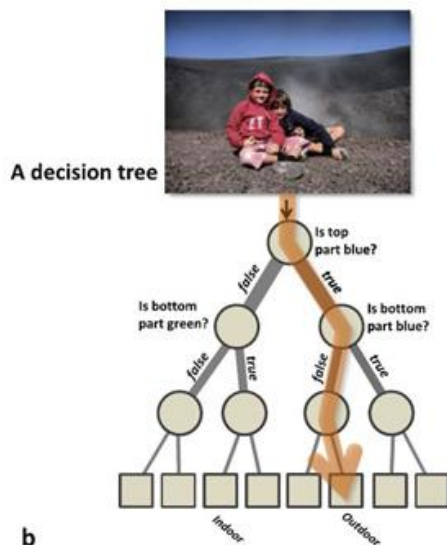 A decision tree
Is top
part blue?
false
true
Is bottom
part green?
Is bottom
part blue?
false
true
false
true
Indoor
Outdoor
b